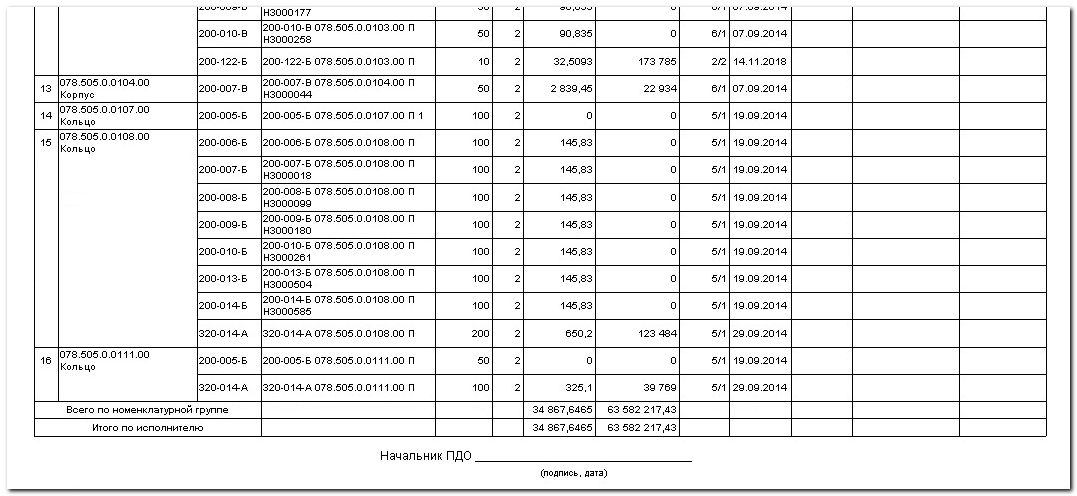 200-010-В 200-010-В 078.505.0.0103.00 П 50 2 90,835 0 6/1 07.09.2014
Н3000258
200-122-Б 200-122-Б 078.505.0.0103.00 П 10 2 32,5093 173 785 2/2 14.11.2018
13 078.505.0.0104.00 200-007-В 200-007-В 078.505.0.0104.00 П 50 2 2 839,45 22 934 6/1 07.09.2014
Корпус Н3000044
14 078.505.0.0107.00 200-005-Б 200-005-Б 078.505.0.0107.00 П 1 100 2 0 0 5/1 19.09.2014
Кольцо
15 078.505.0.0108.00 200-006-Б 200-006-Б 078.505.0.0108.00 П 100 2 145,83 0 5/1 19.09.2014
Кольцо
200-007-Б 200-007-Б 078.505.0.0108.00 П 100 2 145,83 0 5/1 19.09.2014
Н3000018
200-008-Б 200-008-Б 078.505.0.0108.00 П 100 2 145,83 0 5/1 19.09.2014
Н3000099
200-009-Б 200-009-Б 078.505.0.0108.00 П 100 2 145,83 0 5/1 19.09.2014
Н3000180
200-010-Б 200-010-Б 078.505.0.0108.00 П 100 2 145,83 0 5/1 19.09.2014
Н3000261
200-013-Б 200-013-Б 078.505.0.0108.00 П 100 2 145,83 0 5/1 19.09.2014
Н3000504
200-014-Б 200-014-Б 078.505.0.0108.00 П 100 2 145,83 0 5/1 19.09.2014
Н3000585
320-014-А 320-014-А 078.505.0.0108.00 П 200 2 650,2 123 484 5/1 29.09.2014
16 078.505.0.0111.00 200-005-Б 200-005-Б 078.505.0.0111.00 П 50 2 0 0 5/1 19.09.2014
Кольцо
320-014-А 320-014-А 078.505.0.0111.00 П 100 2 325,1 39 769 5/1 29.09.2014
Всего по номенклатурной группе 34 867,6465 63 582 217,43
Итого по исполнителю 34 867,6465 63 582 217,43
Начальник ПДО
(подпись, дата)